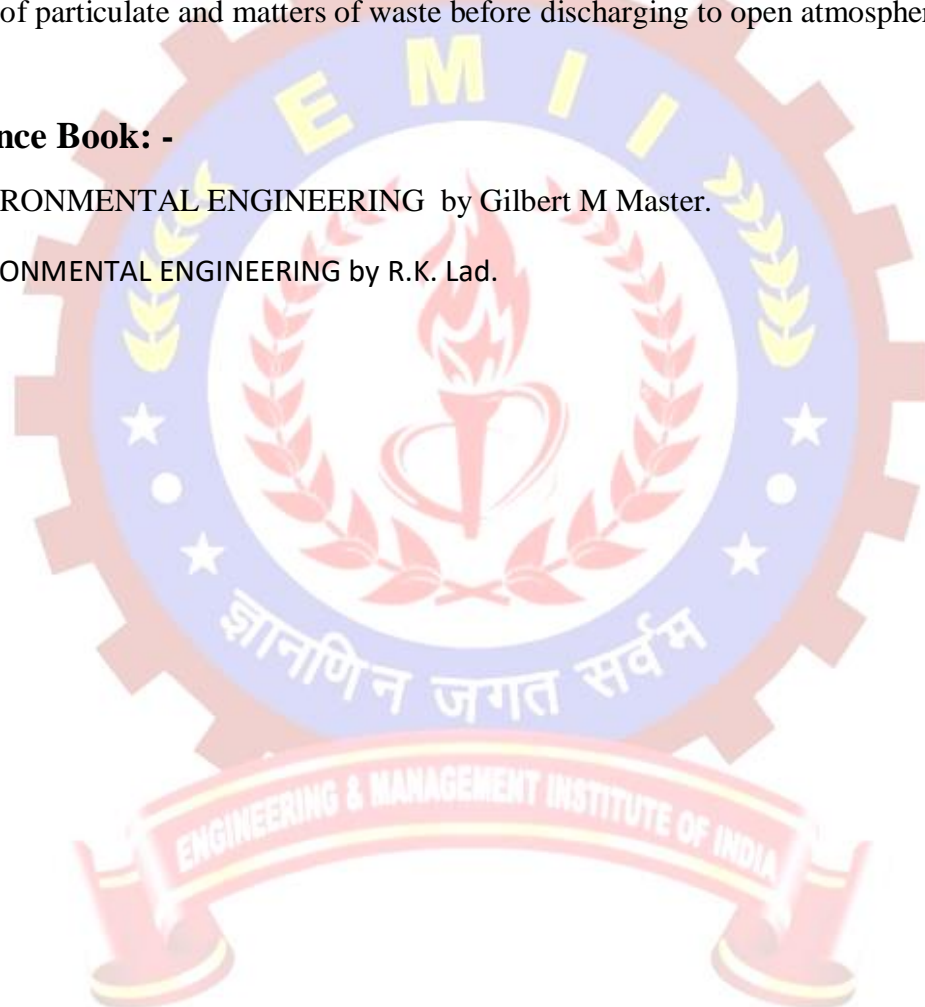 of particulate and matters of waste before discharging to open atmospher
nce Book: -
RONMENTAL ENGINEERING by Gilbert M Master.
ONMENTAL ENGINEERING by R.K. Lad.
E M I I
ज्ञानणिन जगत सर्वम
ENGINEERING & MANAGEMENT INSTITUTE OF INDIA